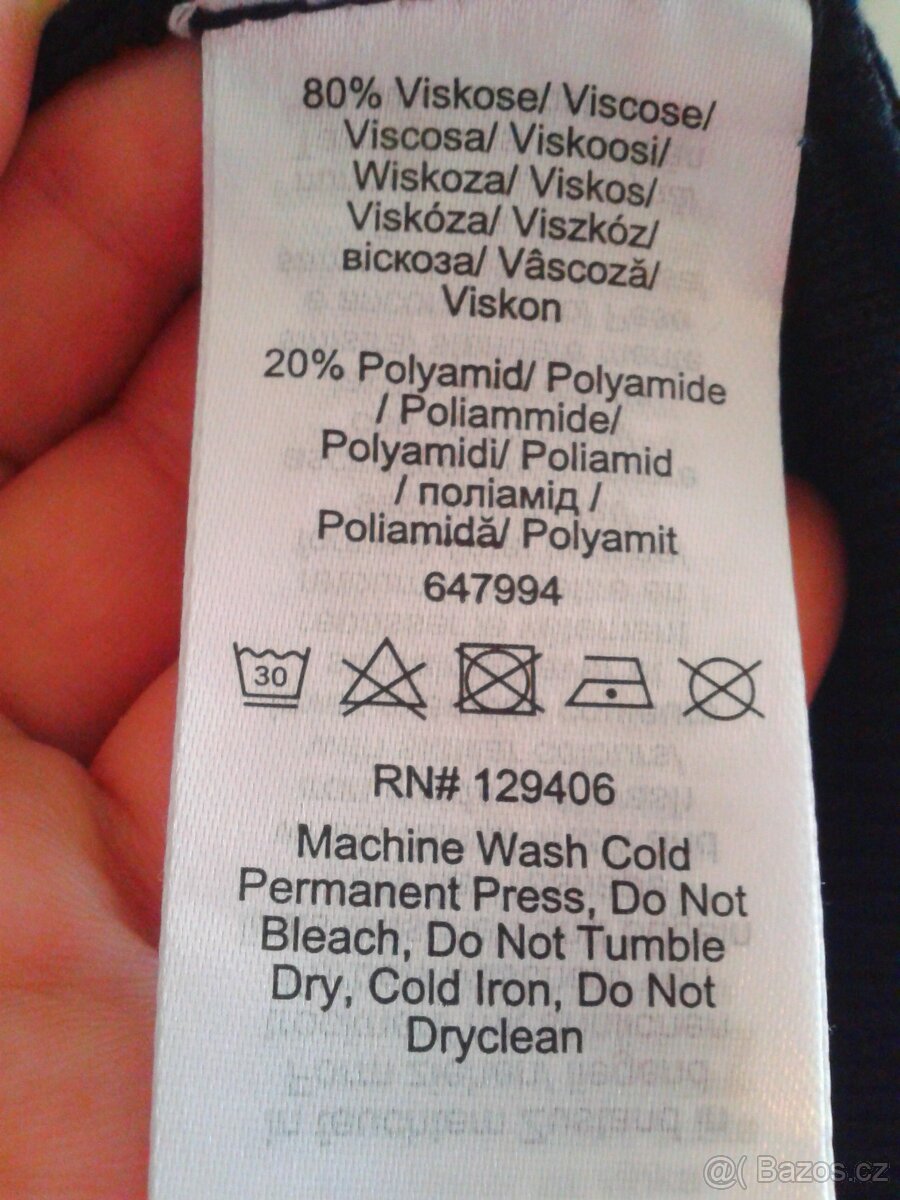 80% Viskose/ Viscose/
Viscosa/ Viskoosi/
Wiskoza/ Viskos/
Viskóza/ Viszkóz/
віскоза/ Vâscoză/
Viskon
20% Polyamid/ Polyamide
/ Poliammide/
Polyamidi/ Poliamid
/ поліамід /
Poliamidă/ Polyamit
647994
30
RN# 129406
Machine Wash Cold
Permanent Press, Do Not
Bleach, Do Not Tumble
Dry, Cold Iron, Do Not
Dryclean
@( Bazos.cz